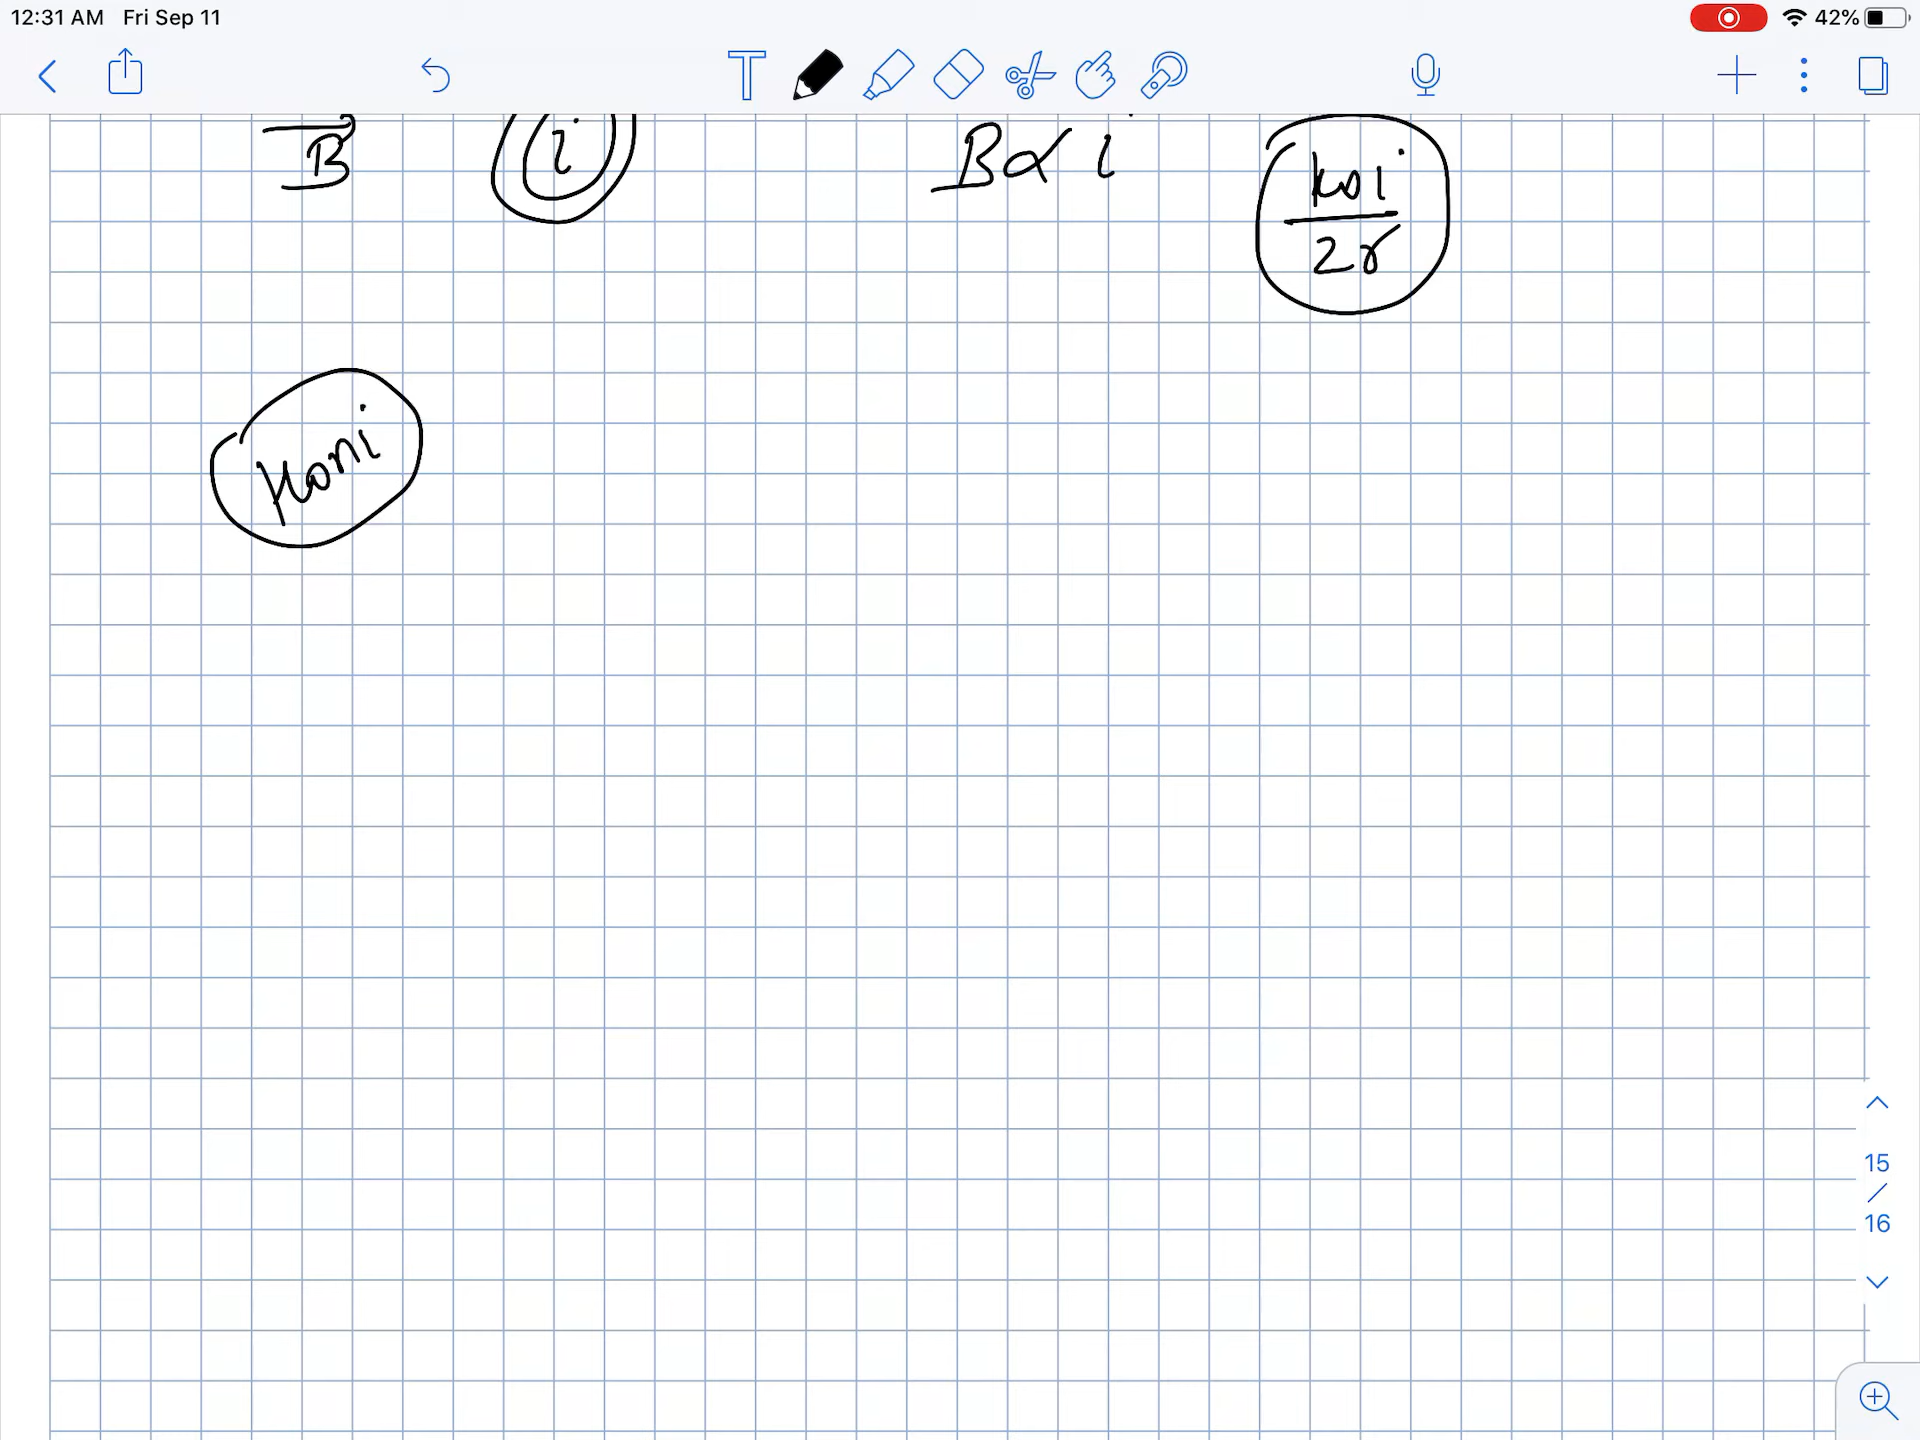 12:31 AM Fri Sep 11 42%
T
B⃗ i B ∝ i μ0i/2r
μ0ni
15
/
16